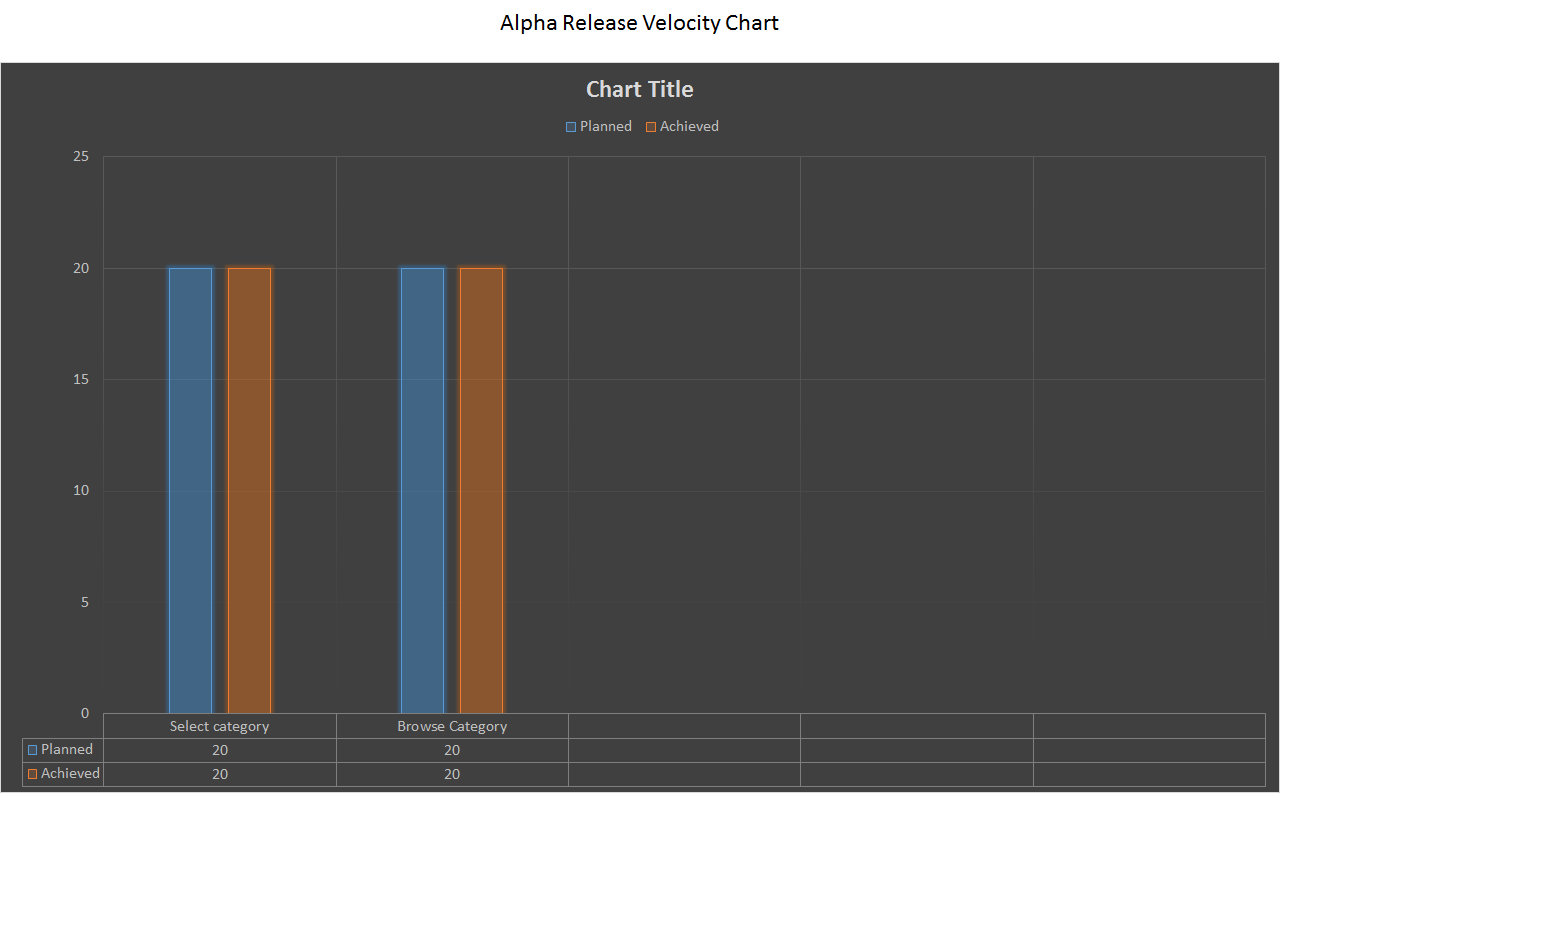 Alpha Release Velocity Chart
Chart Title
Planned Achieved
25
20
15
10
5
0
Select category Browse Category
Planned 20 20
Achieved 20 20